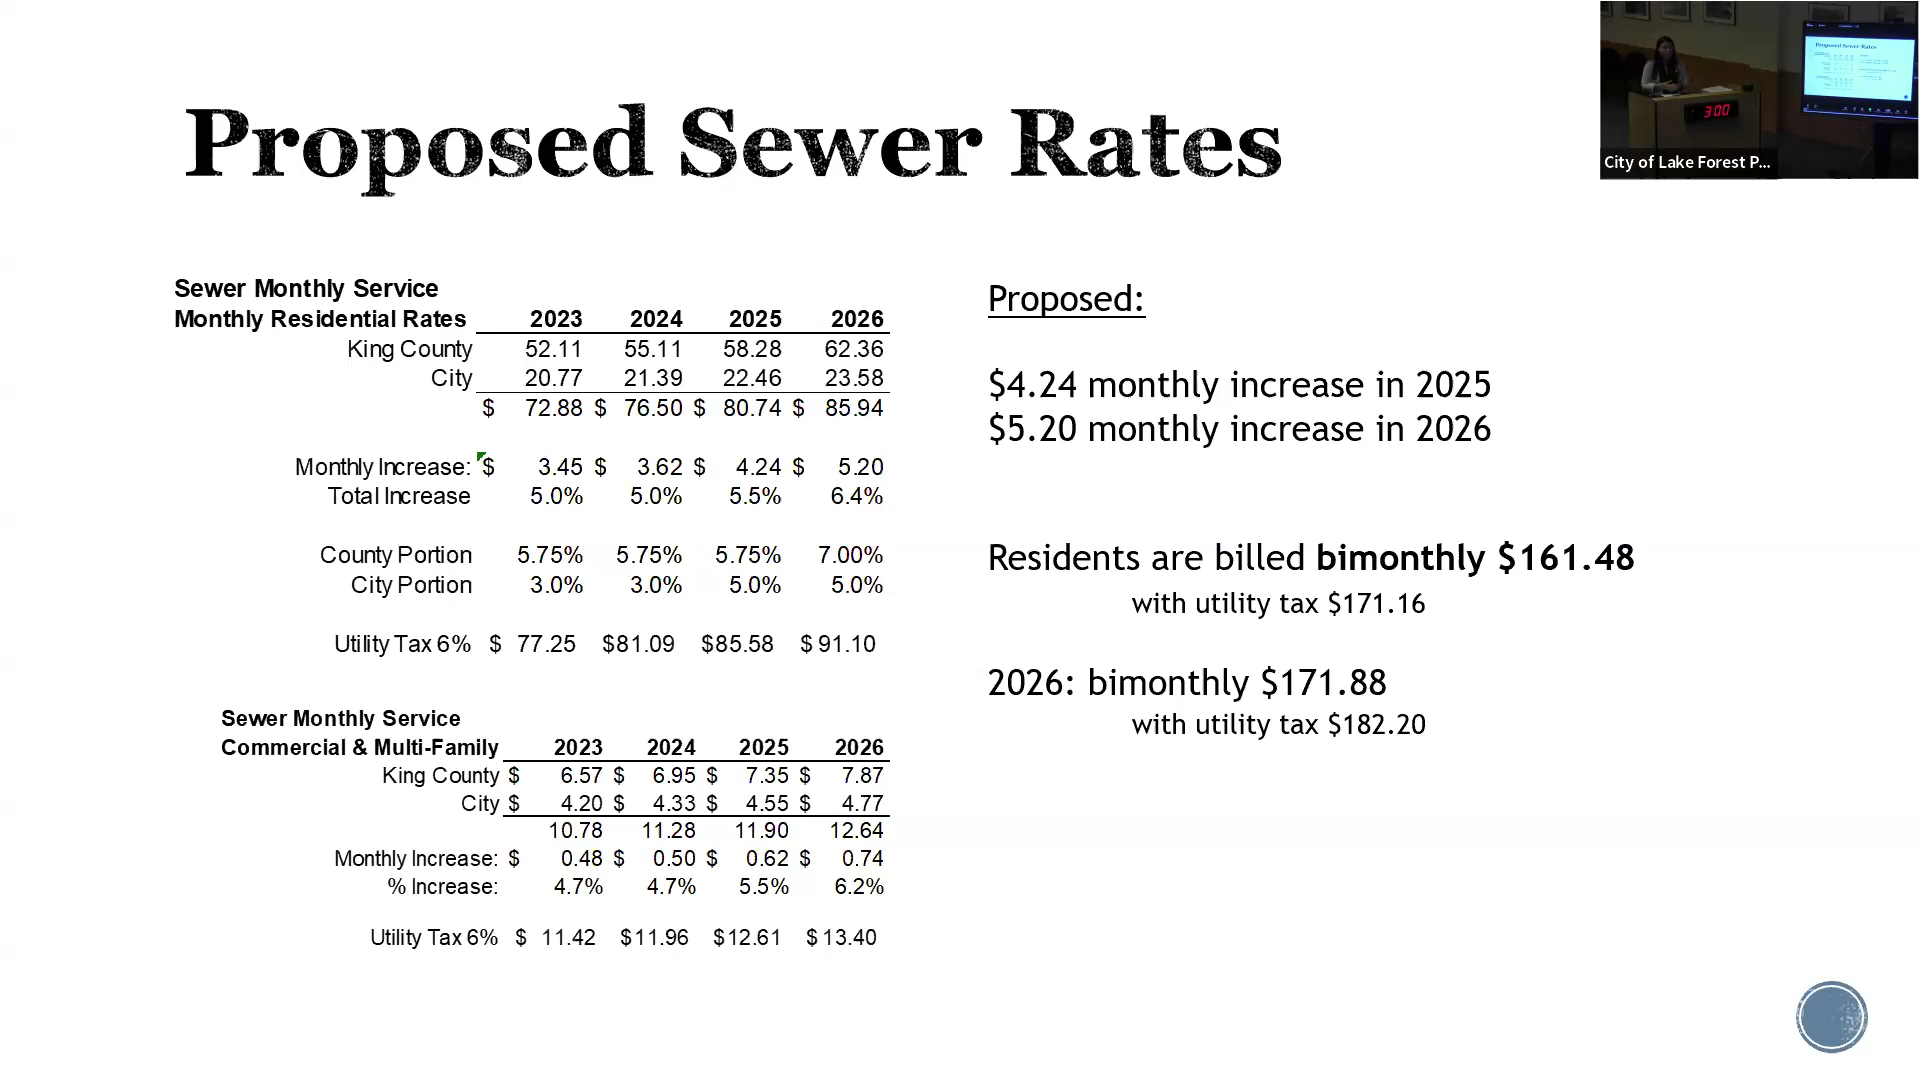 Proposed Sewer Rates
City of Lake Forest P...
3:00
Proposed Sewer Rates
Sewer Monthly Service
Monthly Residential Rates 2023 2024 2025 2026
King County 52.11 55.11 58.28 62.36
City 20.77 21.39 22.46 23.58
$ 72.88 $ 76.50 $ 80.74 $ 85.94
Monthly Increase: $ 3.45 $ 3.62 $ 4.24 $ 5.20
Total Increase 5.0% 5.0% 5.5% 6.4%
County Portion 5.75% 5.75% 5.75% 7.00%
City Portion 3.0% 3.0% 5.0% 5.0%
Utility Tax 6% $ 77.25 $81.09 $85.58 $ 91.10
Sewer Monthly Service
Commercial & Multi-Family 2023 2024 2025 2026
King County $ 6.57 $ 6.95 $ 7.35 $ 7.87
City $ 4.20 $ 4.33 $ 4.55 $ 4.77
10.78 11.28 11.90 12.64
Monthly Increase: $ 0.48 $ 0.50 $ 0.62 $ 0.74
% Increase: 4.7% 4.7% 5.5% 6.2%
Utility Tax 6% $ 11.42 $11.96 $12.61 $ 13.40
Proposed:
$4.24 monthly increase in 2025
$5.20 monthly increase in 2026
Residents are billed bimonthly $161.48
with utility tax $171.16
2026: bimonthly $171.88
with utility tax $182.20